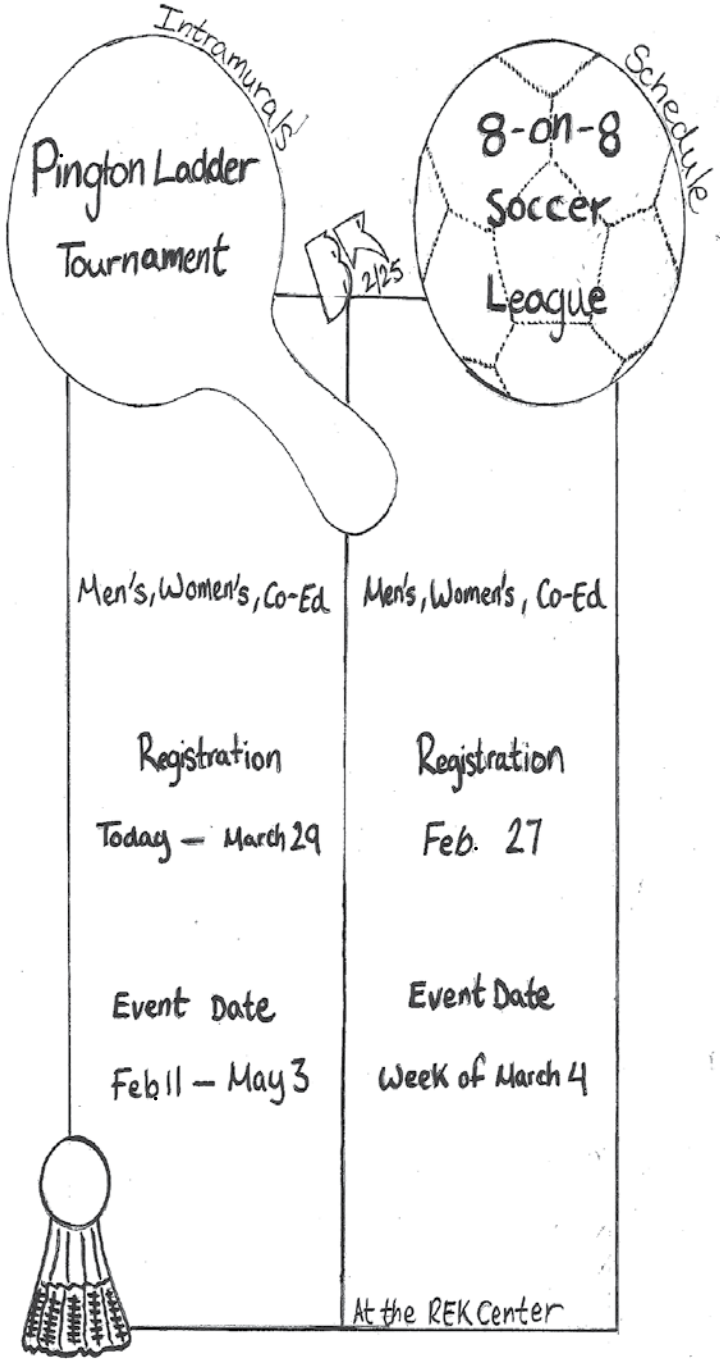 Intramurals
Schedule
Pington Ladder
Tournament
8-on-8
Soccer
League
2/25
Men's, Women's, Co-Ed
Registration
Today – March 29
Event Date
Feb 11 – May 3
Men's, Women's, Co-Ed
Registration
Feb. 27
Event Date
Week of March 4
At the REK Center